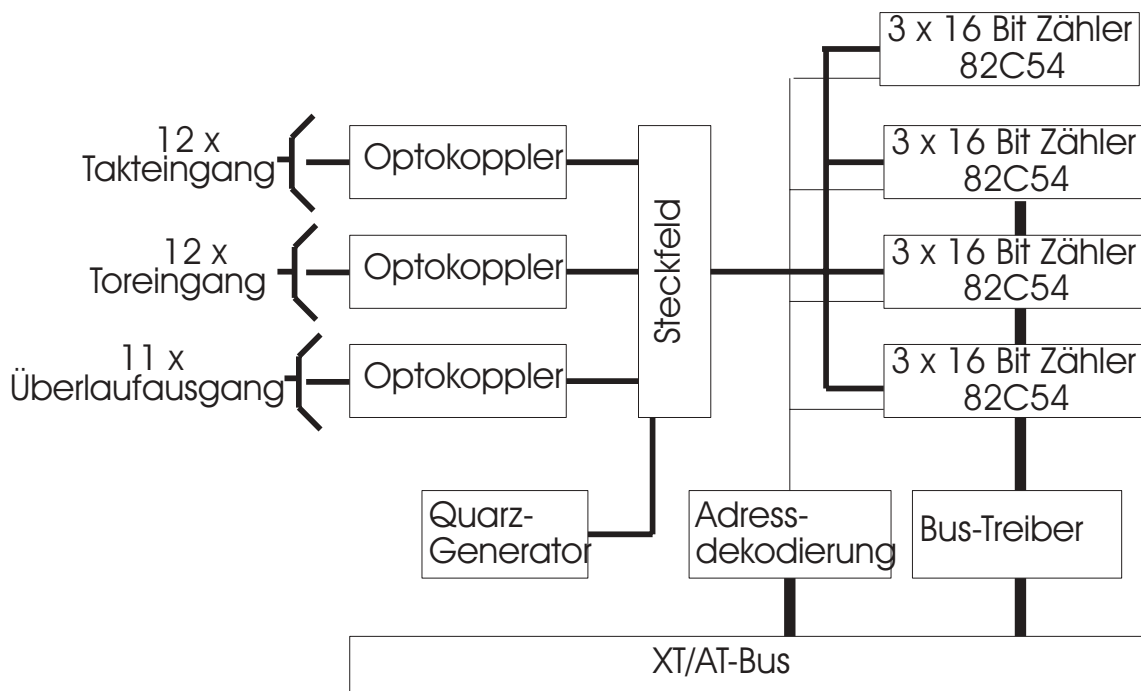 3 x 16 Bit Zähler
82C54
12 x
Takteingang
Optokoppler
3 x 16 Bit Zähler
82C54
12 x
Toreingang
Optokoppler
Steckfeld
3 x 16 Bit Zähler
82C54
11 x
Überlaufausgang
Optokoppler
3 x 16 Bit Zähler
82C54
Quarz-
Generator
Adress-
dekodierung
Bus-Treiber
XT/AT-Bus